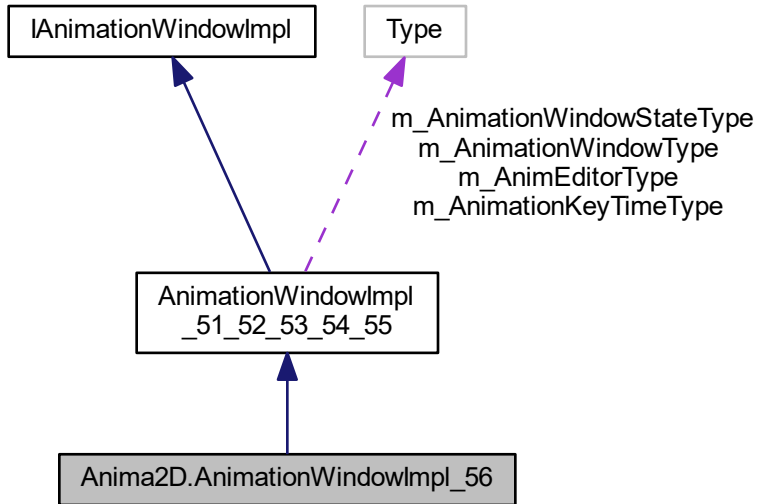 IAnimationWindowImpl
Type
m_AnimationWindowStateType
m_AnimationWindowType
m_AnimEditorType
m_AnimationKeyTimeType
AnimationWindowImpl
_51_52_53_54_55
Anima2D.AnimationWindowImpl_56